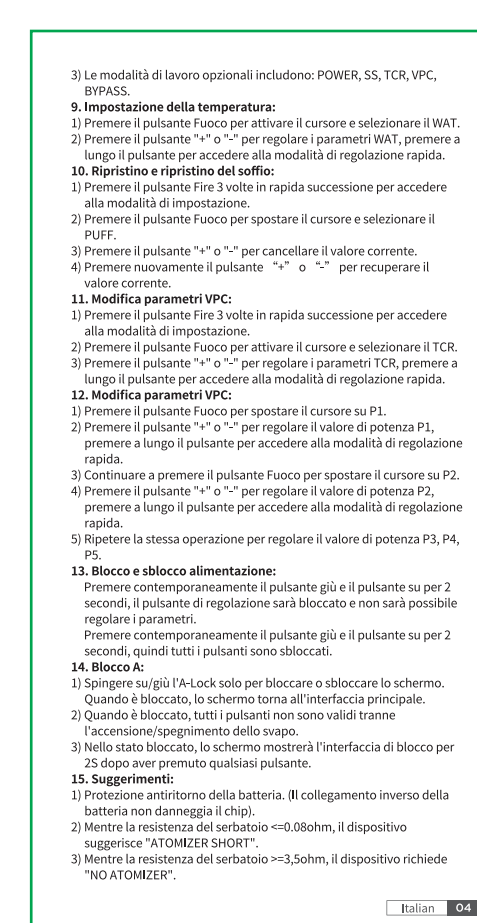 3) Le modalità di lavoro opzionali includono: POWER, SS, TCR, VPC,
BYPASS.
9. Impostazione della temperatura:
1) Premere il pulsante Fuoco per attivare il cursore e selezionare il WAT.
2) Premere il pulsante "+" o "-" per regolare i parametri WAT, premere a
lungo il pulsante per accedere alla modalità di regolazione rapida.
10. Ripristino e ripristino del soffio:
1) Premere il pulsante Fire 3 volte in rapida successione per accedere
alla modalità di impostazione.
2) Premere il pulsante Fuoco per spostare il cursore e selezionare il
PUFF.
3) Premere il pulsante "+" o "-" per cancellare il valore corrente.
4) Premere nuovamente il pulsante “+” o “-” per recuperare il
valore corrente.
11. Modifica parametri VPC:
1) Premere il pulsante Fire 3 volte in rapida successione per accedere
alla modalità di impostazione.
2) Premere il pulsante Fuoco per attivare il cursore e selezionare il TCR.
3) Premere il pulsante "+" o "-" per regolare i parametri TCR, premere a
lungo il pulsante per accedere alla modalità di regolazione rapida.
12. Modifica parametri VPC:
1) Premere il pulsante Fuoco per spostare il cursore su P1.
2) Premere il pulsante "+" o "-" per regolare il valore di potenza P1,
premere a lungo il pulsante per accedere alla modalità di regolazione
rapida.
3) Continuare a premere il pulsante Fuoco per spostare il cursore su P2.
4) Premere il pulsante "+" o "-" per regolare il valore di potenza P2,
premere a lungo il pulsante per accedere alla modalità di regolazione
rapida.
5) Ripetere la stessa operazione per regolare il valore di potenza P3, P4,
P5.
13. Blocco e sblocco alimentazione:
Premere contemporaneamente il pulsante giù e il pulsante su per 2
secondi, il pulsante di regolazione sarà bloccato e non sarà possibile
regolare i parametri.
Premere contemporaneamente il pulsante giù e il pulsante su per 2
secondi, quindi tutti i pulsanti sono sbloccati.
14. Blocco A:
1) Spingere su/giù l'A-Lock solo per bloccare o sbloccare lo schermo.
Quando è bloccato, lo schermo torna all'interfaccia principale.
2) Quando è bloccato, tutti i pulsanti non sono validi tranne
l'accensione/spegnimento dello svapo.
3) Nello stato bloccato, lo schermo mostrerà l'interfaccia di blocco per
2S dopo aver premuto qualsiasi pulsante.
15. Suggerimenti:
1) Protezione antiritorno della batteria. (Il collegamento inverso della
batteria non danneggia il chip).
2) Mentre la resistenza del serbatoio <=0.08ohm, il dispositivo
suggerisce "ATOMIZER SHORT".
3) Mentre la resistenza del serbatoio >=3,5ohm, il dispositivo richiede
"NO ATOMIZER".
Italian 04